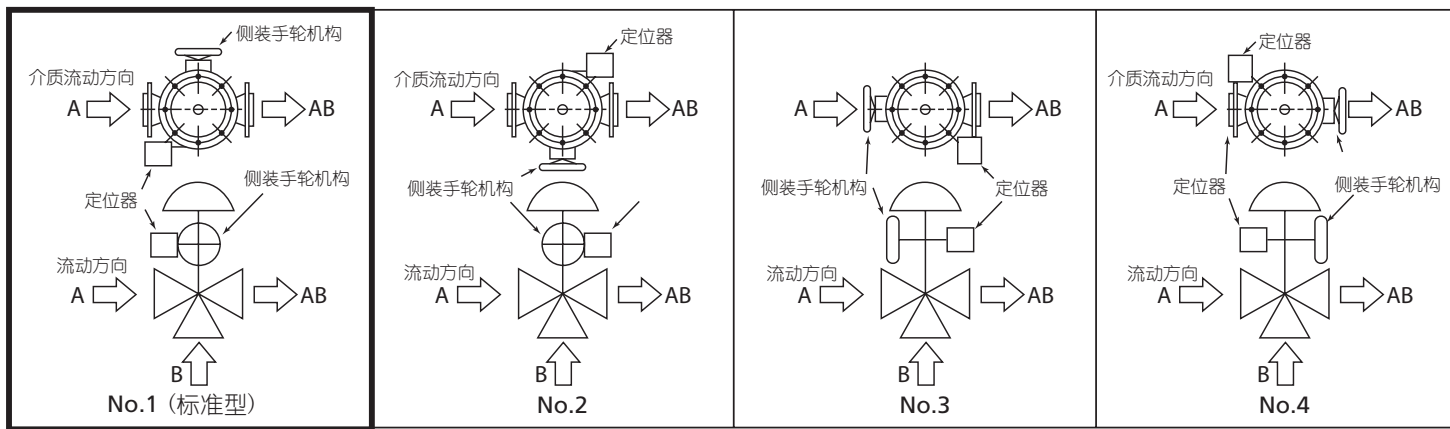 侧装手轮机构
介质流动方向
A
AB
定位器
侧装手轮机构
流动方向
A
AB
B
No.1 (标准型)
定位器
介质流动方向
A
AB
侧装手轮机构
流动方向
A
AB
B
No.2
A
AB
侧装手轮机构
定位器
流动方向
A
AB
B
No.3
定位器
介质流动方向
A
AB
定位器
侧装手轮机构
流动方向
A
AB
B
No.4